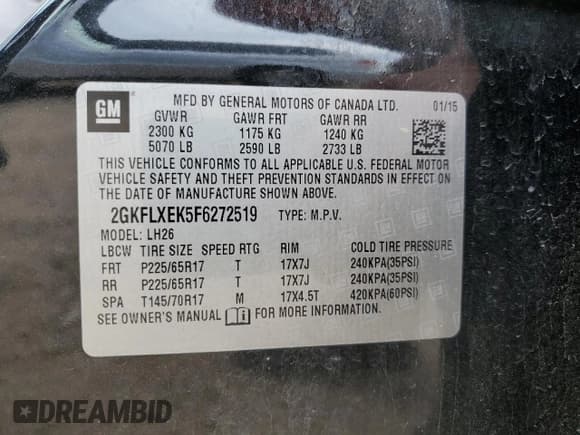 GM
MFD BY GENERAL MOTORS OF CANADA LTD. 01/15
GVWR GAWR FRT GAWR RR
2300 KG 1175 KG 1240 KG
5070 LB 2590 LB 2733 LB
THIS VEHICLE CONFORMS TO ALL APPLICABLE U.S. FEDERAL MOTOR
VEHICLE SAFETY AND THEFT PREVENTION STANDARDS IN EFFECT ON
THE DATE OF MANUFACTURE SHOWN ABOVE.
2GKFLXEK5F6272519 TYPE: M.P.V.
MODEL: LH26
LBCW TIRE SIZE SPEED RTG RIM COLD TIRE PRESSURE
FRT P225/65R17 T 17X7J 240KPA(35PSI)
RR P225/65R17 T 17X7J 240KPA(35PSI)
SPA T145/70R17 M 17X4.5T 420KPA(60PSI)
SEE OWNER'S MANUAL FOR MORE INFORMATION.
DREAMBID